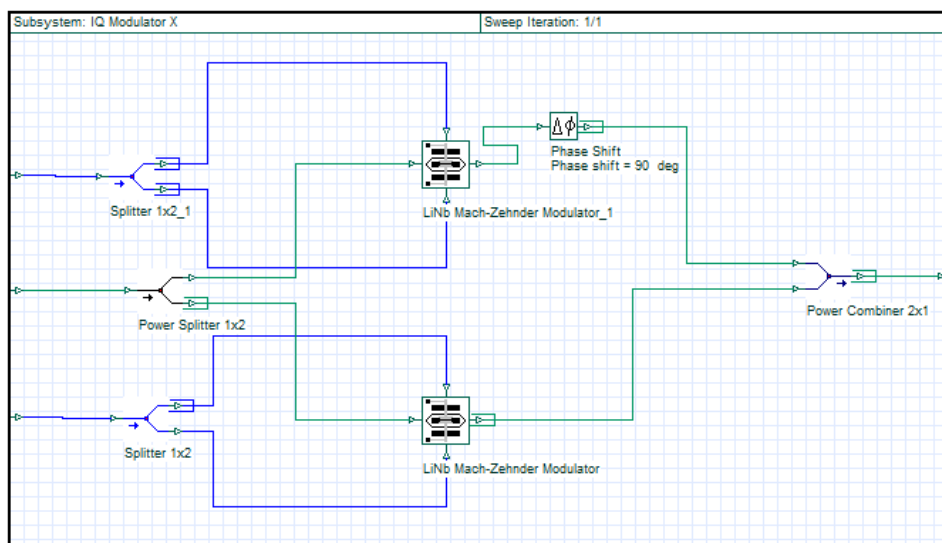 Subsystem: IQ Modulator X
Sweep Iteration: 1/1
Phase Shift
Phase shift = 90 deg
Splitter 1x2_1
LiNb Mach-Zehnder Modulator_1
Power Splitter 1x2
Power Combiner 2x1
Splitter 1x2
LiNb Mach-Zehnder Modulator